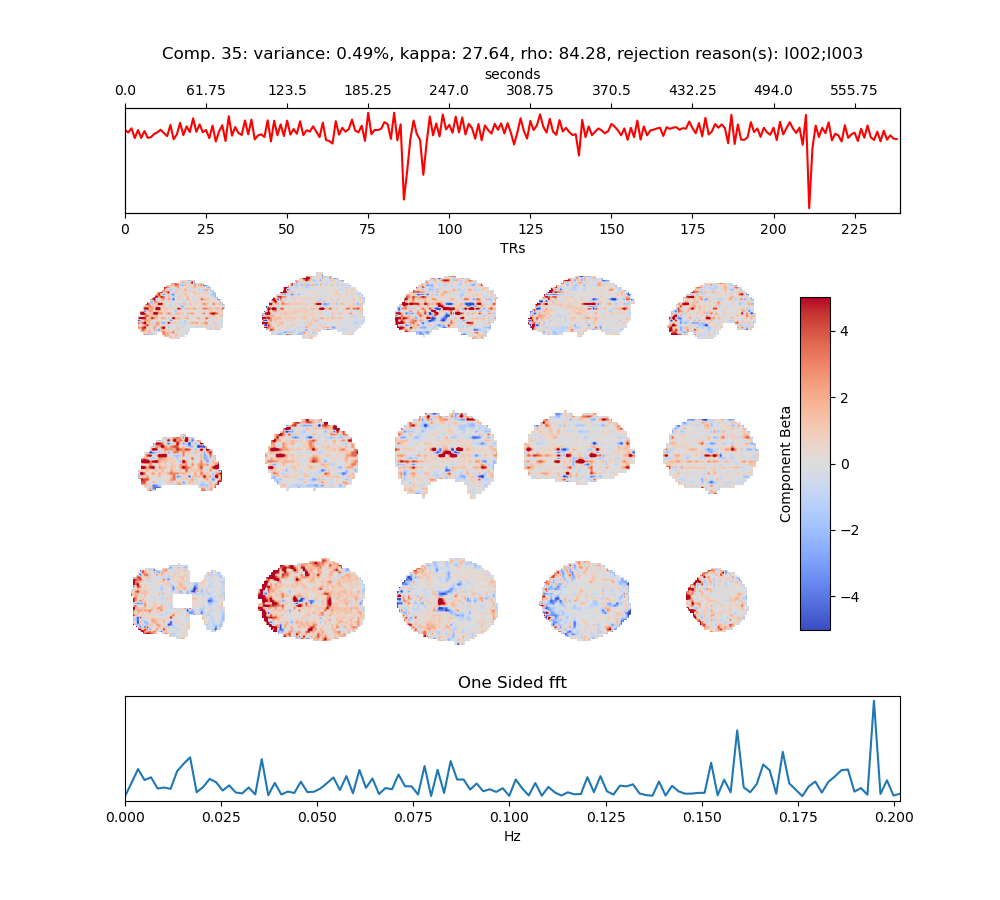 Comp. 35: variance: 0.49%, kappa: 27.64, rho: 84.28, rejection reason(s): I002;I003
seconds
0.0 61.75 123.5 185.25 247.0 308.75 370.5 432.25 494.0 555.75
0 25 50 75 100 125 150 175 200 225
TRs
4
2
0
−2
−4
Component Beta
One Sided fft
0.000 0.025 0.050 0.075 0.100 0.125 0.150 0.175 0.200
Hz